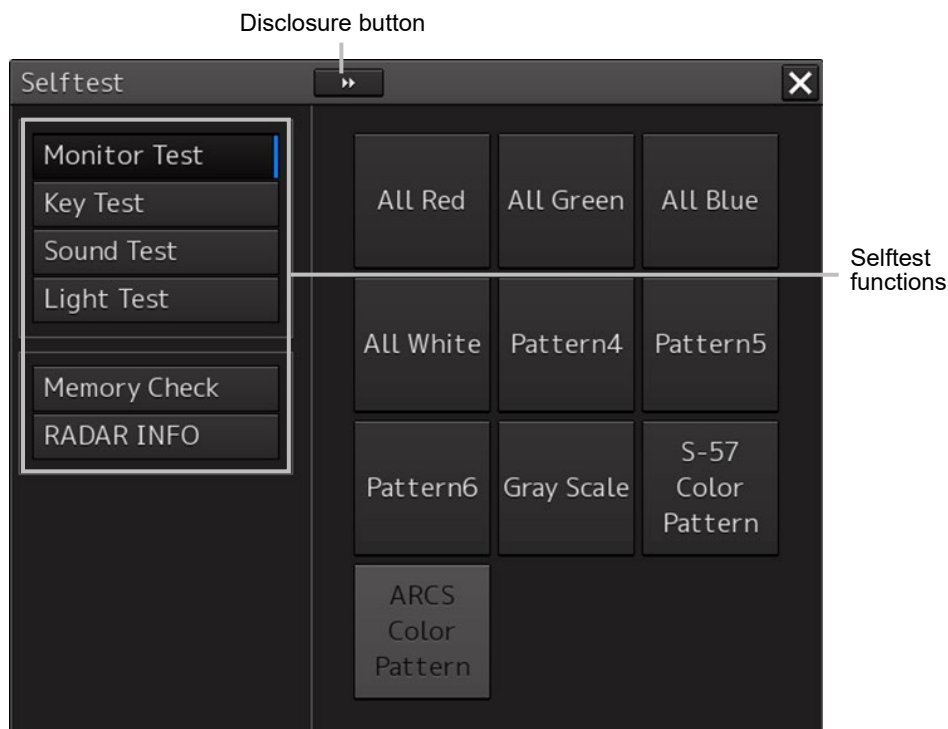 Disclosure button
Selftest
Monitor Test
Key Test
Sound Test
Light Test
Memory Check
RADAR INFO
All Red
All Green
All Blue
All White
Pattern4
Pattern5
Pattern6
Gray Scale
S-57
Color
Pattern
ARCS
Color
Pattern
Selftest
functions